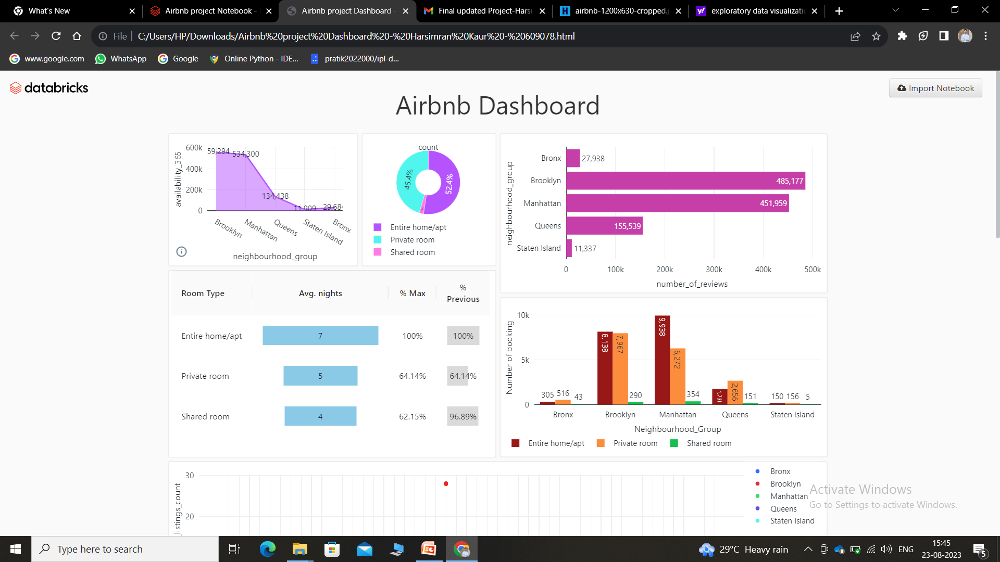 What's New
Airbnb project Notebook -
Airbnb project Dashboard -
Final updated Project-Harsi
airbnb-1200x630-cropped.j
exploratory data visualizatio
File
C:/Users/HP/Downloads/Airbnb%20project%20Dashboard%20-%20Harsimran%20Kaur%20-%20609078.html
www.google.com
WhatsApp
Google
Online Python - IDE...
pratik2022000/ipl-d...
databricks
Import Notebook
Airbnb Dashboard
availability_365
600k
400k
200k
0
59,294
534,300
134,438
11,909
29,684
Brooklyn
Manhattan
Queens
Staten Island
Bronx
neighbourhood_group
count
45.4%
52.4%
Entire home/apt
Private room
Shared room
neighbourhood_group
Bronx 27,938
Brooklyn 485,177
Manhattan 451,959
Queens 155,539
Staten Island 11,337
0 100k 200k 300k 400k 500k
number_of_reviews
Room Type Avg. nights % Max % Previous
Entire home/apt 7 100% 100%
Private room 5 64.14% 64.14%
Shared room 4 62.15% 96.89%
Number of booking
10k
5k
0
305 516 43
8,138 7,967 290
9,938 6,272 354
1,731 2,656 151
150 156 5
Bronx Brooklyn Manhattan Queens Staten Island
Neighbourhood_Group
Entire home/apt Private room Shared room
_listings_count
30
20
Bronx
Brooklyn
Manhattan
Queens
Staten Island
Activate Windows
Go to Settings to activate Windows.
Type here to search
29°C Heavy rain
ENG
15:45
23-08-2023
5